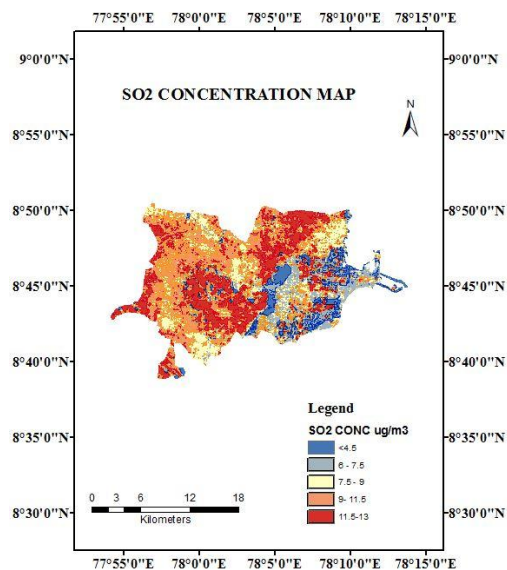 77°55'0"E 78°0'0"E 78°5'0"E 78°10'0"E 78°15'0"E
9°0'0"N 9°0'0"N
SO2 CONCENTRATION MAP
N
8°55'0"N 8°55'0"N
8°50'0"N 8°50'0"N
8°45'0"N 8°45'0"N
8°40'0"N 8°40'0"N
Legend
SO2 CONC ug/m3
8°35'0"N 8°35'0"N
<4.5
6 - 7.5
7.5 - 9
9- 11.5
11.5-13
0 3 6 12 18
Kilometers
8°30'0"N 8°30'0"N
77°55'0"E 78°0'0"E 78°5'0"E 78°10'0"E 78°15'0"E